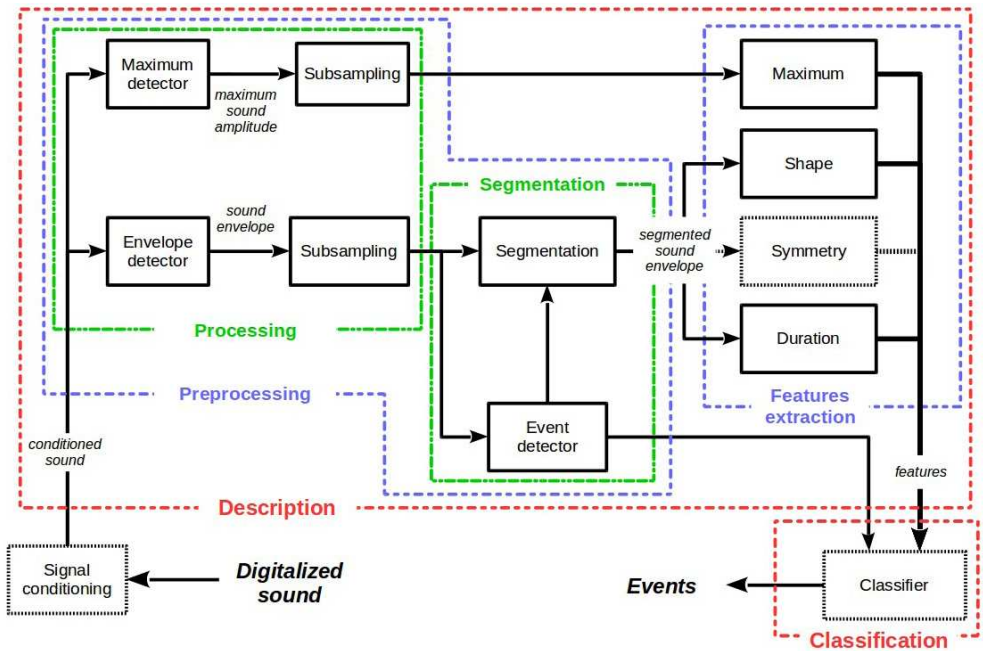 Maximum
detector
maximum
sound
amplitude
Subsampling
Maximum
Shape
Segmentation
sound
envelope
Envelope
detector
Subsampling
Segmentation
segmented
sound
envelope
Symmetry
Processing
Duration
Preprocessing
Features
extraction
Event
detector
conditioned
sound
features
Description
Signal
conditioning
Digitalized
sound
Events
Classifier
Classification